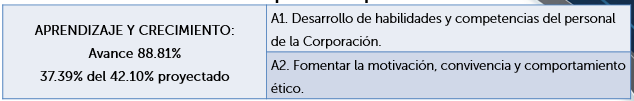 APRENDIZAJE Y CRECIMIENTO:
Avance 88.81%
37.39% del 42.10% proyectado
A1. Desarrollo de habilidades y competencias del personal
de la Corporación.
A2. Fomentar la motivación, convivencia y comportamiento
ético.